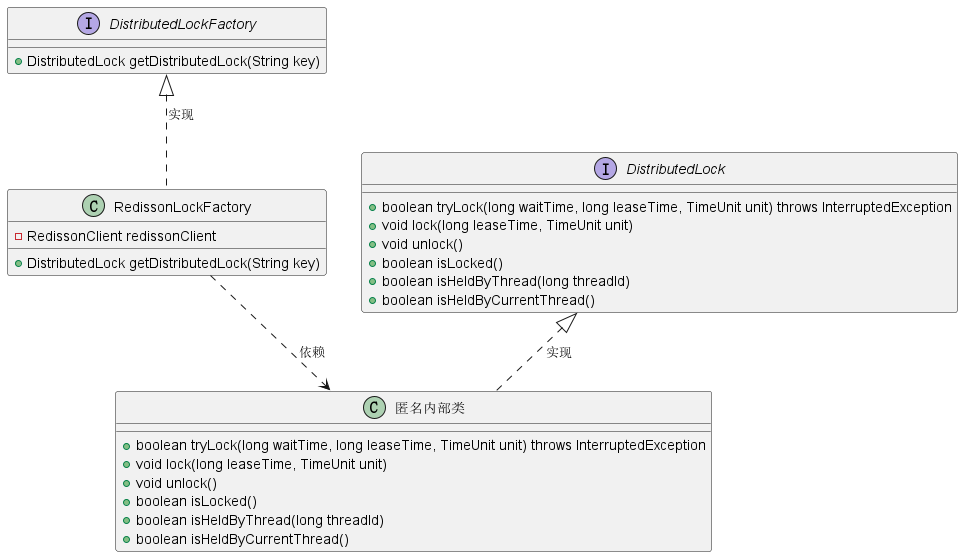 I DistributedLockFactory
DistributedLock getDistributedLock(String key)
实现
C RedissonLockFactory
RedissonClient redissonClient
DistributedLock getDistributedLock(String key)
I DistributedLock
boolean tryLock(long waitTime, long leaseTime, TimeUnit unit) throws InterruptedException
void lock(long leaseTime, TimeUnit unit)
void unlock()
boolean isLocked()
boolean isHeldByThread(long threadId)
boolean isHeldByCurrentThread()
依赖
实现
C 匿名内部类
boolean tryLock(long waitTime, long leaseTime, TimeUnit unit) throws InterruptedException
void lock(long leaseTime, TimeUnit unit)
void unlock()
boolean isLocked()
boolean isHeldByThread(long threadId)
boolean isHeldByCurrentThread()